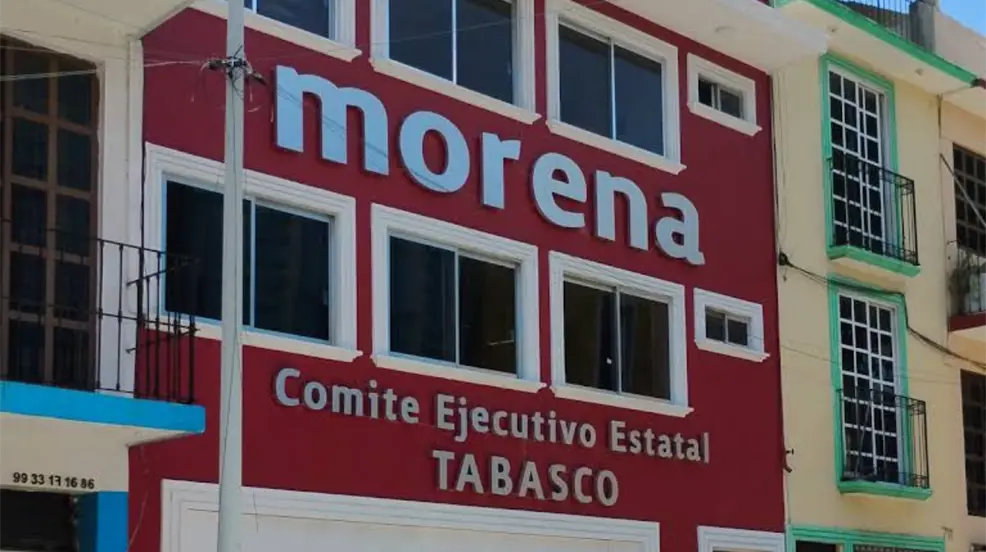 morena
Comite Ejecutivo Estatal
TABASCO
99 33 17 16 86